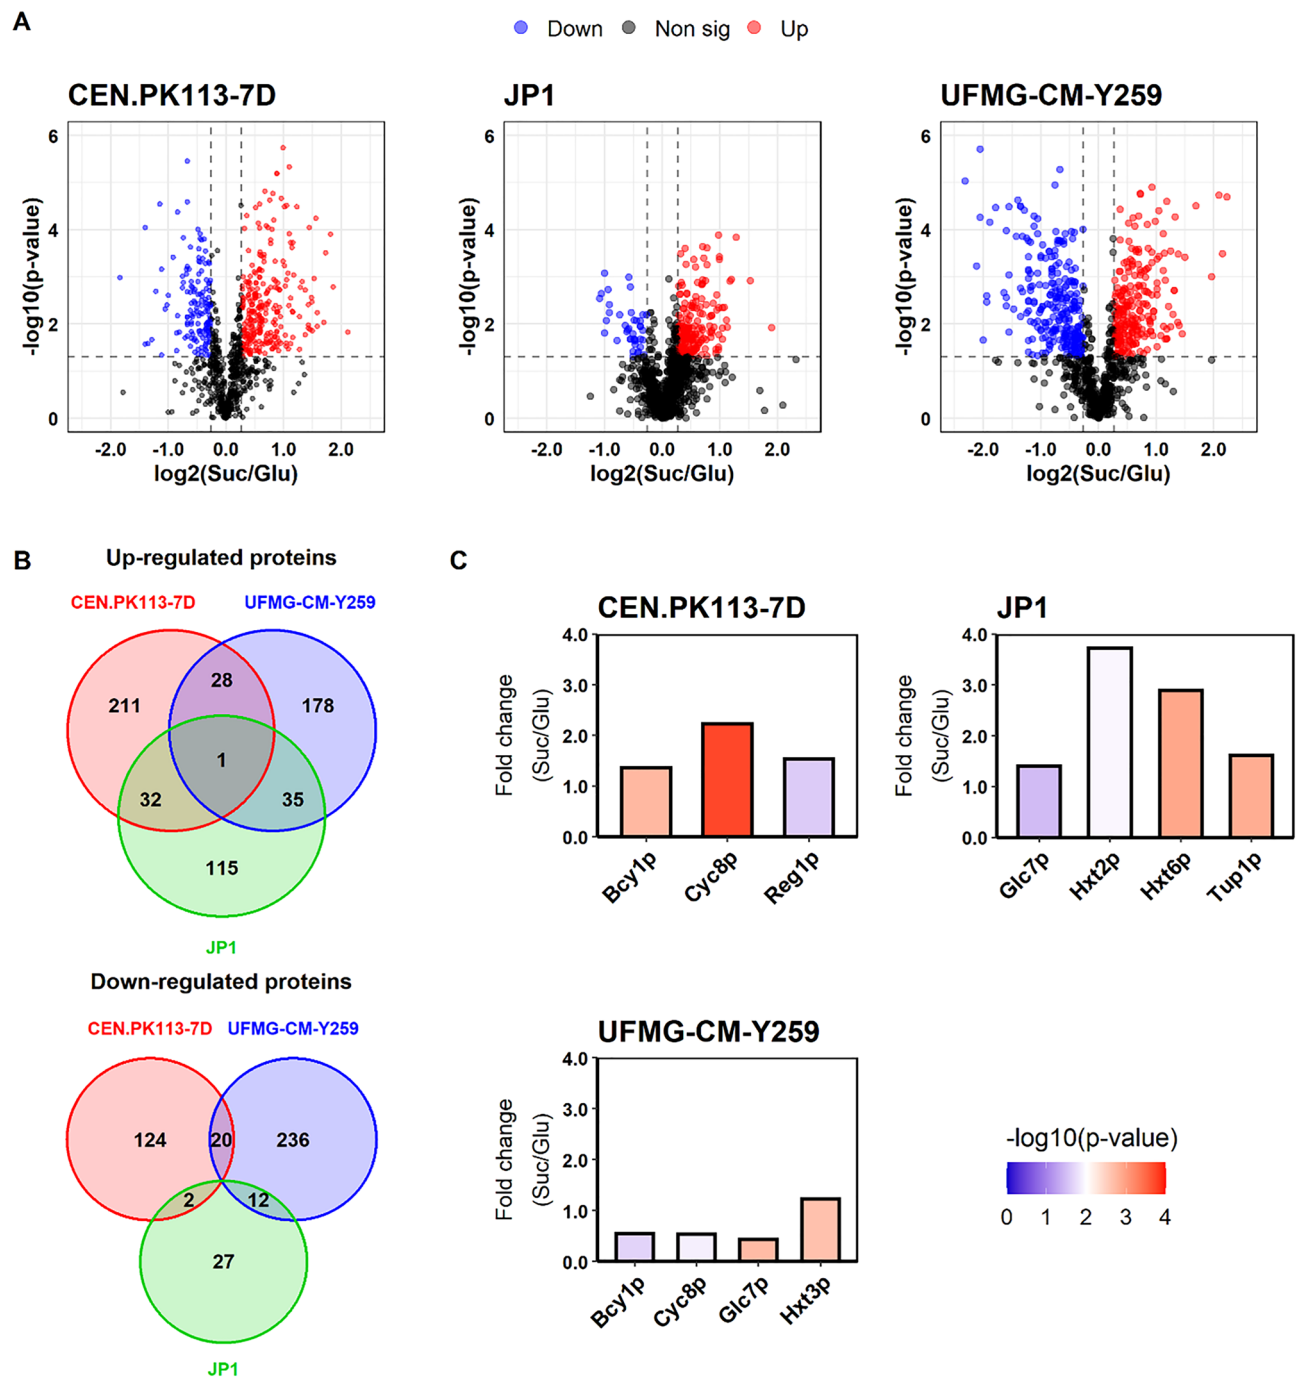 A
Down Non sig Up
CEN.PK113-7D JP1 UFMG-CM-Y259
-log10(p-value)
6
4
2
0
-2.0 -1.0 0.0 1.0 2.0
log2(Suc/Glu)
-log10(p-value)
6
4
2
0
-2.0 -1.0 0.0 1.0 2.0
log2(Suc/Glu)
-log10(p-value)
6
4
2
0
-2.0 -1.0 0.0 1.0 2.0
log2(Suc/Glu)
B
Up-regulated proteins
CEN.PK113-7D UFMG-CM-Y259
28
211 178
1
32 35
115
JP1
Down-regulated proteins
CEN.PK113-7D UFMG-CM-Y259
124 20 236
2 12
27
JP1
C
CEN.PK113-7D
Fold change
(Suc/Glu)
4.0
3.0
2.0
1.0
0.0
Bcy1p Cyc8p Reg1p
JP1
Fold change
(Suc/Glu)
4.0
3.0
2.0
1.0
0.0
Glc7p Hxt2p Hxt6p Tup1p
UFMG-CM-Y259
Fold change
(Suc/Glu)
4.0
3.0
2.0
1.0
0.0
Bcy1p Cyc8p Glc7p Hxt3p
-log10(p-value)
0 1 2 3 4